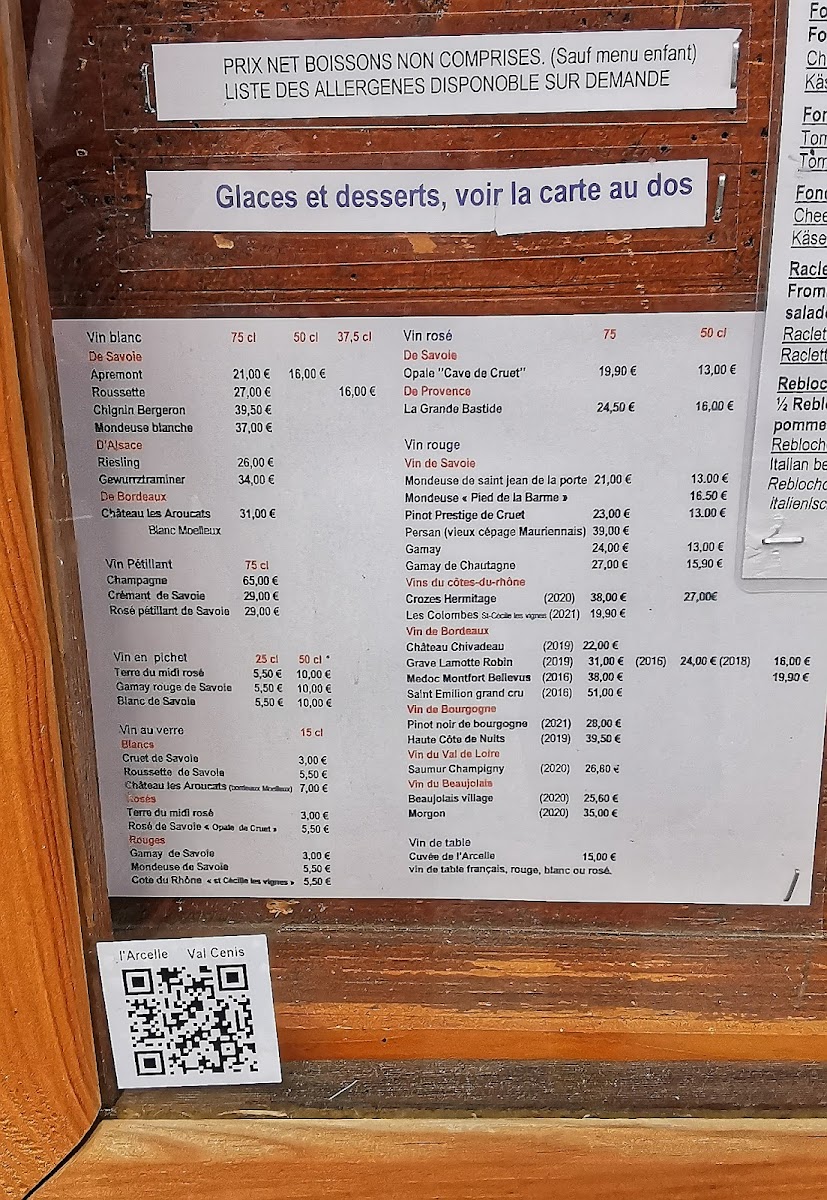 PRIX NET BOISSONS NON COMPRISES. (Sauf menu enfant)
LISTE DES ALLERGENES DISPONOBLE SUR DEMANDE
Glaces et desserts, voir la carte au dos
Vin blanc 75 cl 50 cl 37,5 cl
De Savoie
Apremont 21,00 € 16,00 €
Roussette 27,00 € 16,00 €
Chignin Bergeron 39,50 €
Mondeuse blanche 37,00 €
D'Alsace
Riesling 26,00 €
Gewurrztraminer 34,00 €
De Bordeaux
Château les Aroucats 31,00 €
Blanc Moelleux
Vin Pétillant 75 cl
Champagne 65,00 €
Crémant de Savoie 29,00 €
Rosé pétillant de Savoie 29,00 €
Vin en pichet 25 cl 50 cl *
Terre du midi rosé 5,50 € 10,00 €
Gamay rouge de Savoie 5,50 € 10,00 €
Blanc de Savoie 5,50 € 10,00 €
Vin au verre 15 cl
Blancs
Cruet de Savoie 3,00 €
Roussette de Savoie 5,50 €
Château les Aroucats (bordeaux Moelleux) 7,00 €
Rosés
Terre du midi rosé 3,00 €
Rosé de Savoie « Opale de Cruet » 5,50 €
Rouges
Gamay de Savoie 3,00 €
Mondeuse de Savoie 5,50 €
Cote du Rhône « st Cécille les vignes » 5,50 €
Vin rosé 75 50 cl
De Savoie
Opale "Cave de Cruet" 19,90 € 13,00 €
De Provence
La Grande Bastide 24,50 € 16,00 €
Vin rouge
Vin de Savoie
Mondeuse de saint jean de la porte 21,00 € 13.00 €
Mondeuse « Pied de la Barme » 16.50 €
Pinot Prestige de Cruet 23,00 € 13.00 €
Persan (vieux cépage Mauriennais) 39,00 €
Gamay 24,00 € 13,00 €
Gamay de Chautagne 27,00 € 15,90 €
Vins du côtes-du-rhône
Crozes Hermitage (2020) 38,00 € 27,00€
Les Colombes St-Cécile les vignes (2021) 19,90 €
Vin de Bordeaux
Château Chivadeau (2019) 22,00 €
Grave Lamotte Robin (2019) 31,00 € (2016) 24,00 € (2018) 16,00 €
Medoc Montfort Bellevus (2016) 38,00 € 19,90 €
Saint Emilion grand cru (2016) 51,00 €
Vin de Bourgogne
Pinot noir de bourgogne (2021) 28,00 €
Haute Côte de Nuits (2019) 39,50 €
Vin du Val de Loire
Saumur Champigny (2020) 26,60 €
Vin du Beaujolais
Beaujolais village (2020) 25,60 €
Morgon (2020) 35,00 €
Vin de table
Cuvée de l'Arcelle 15,00 €
vin de table français, rouge, blanc ou rosé.
l'Arcelle Val Cenis
½
pomme
Italian